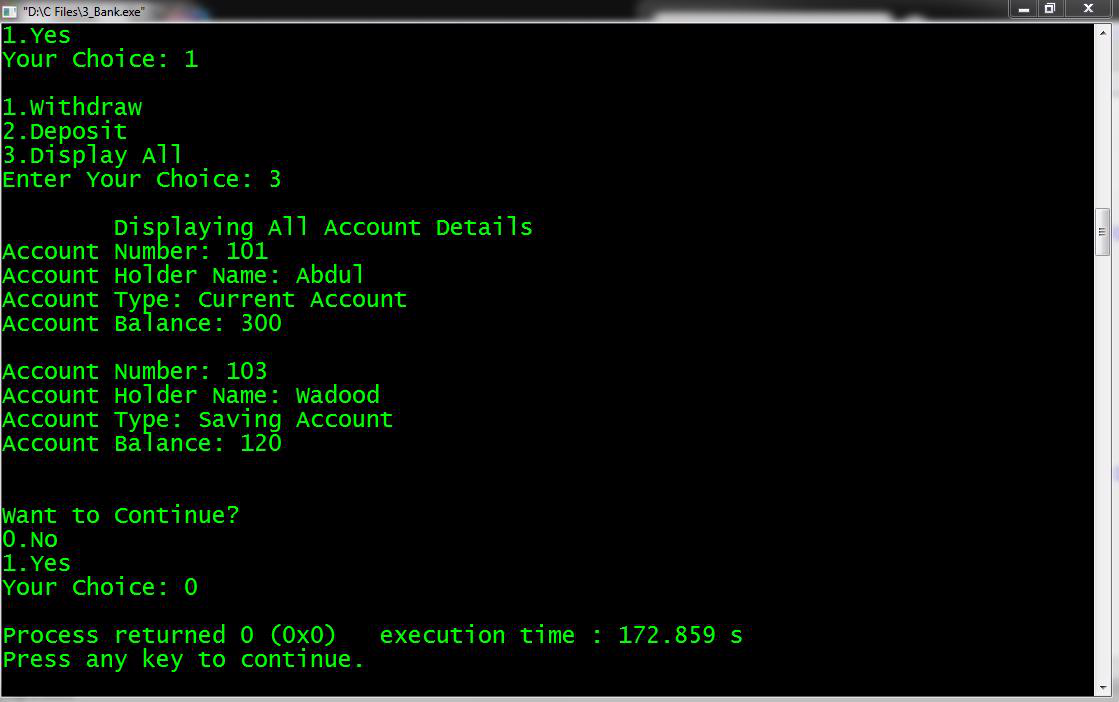 "D:\C Files\3_Bank.exe"
1.Yes
Your Choice: 1
1.Withdraw
2.Deposit
3.Display All
Enter Your Choice: 3
Displaying All Account Details
Account Number: 101
Account Holder Name: Abdul
Account Type: Current Account
Account Balance: 300
Account Number: 103
Account Holder Name: Wadood
Account Type: Saving Account
Account Balance: 120
Want to Continue?
0.No
1.Yes
Your Choice: 0
Process returned 0 (0x0)   execution time : 172.859 s
Press any key to continue.